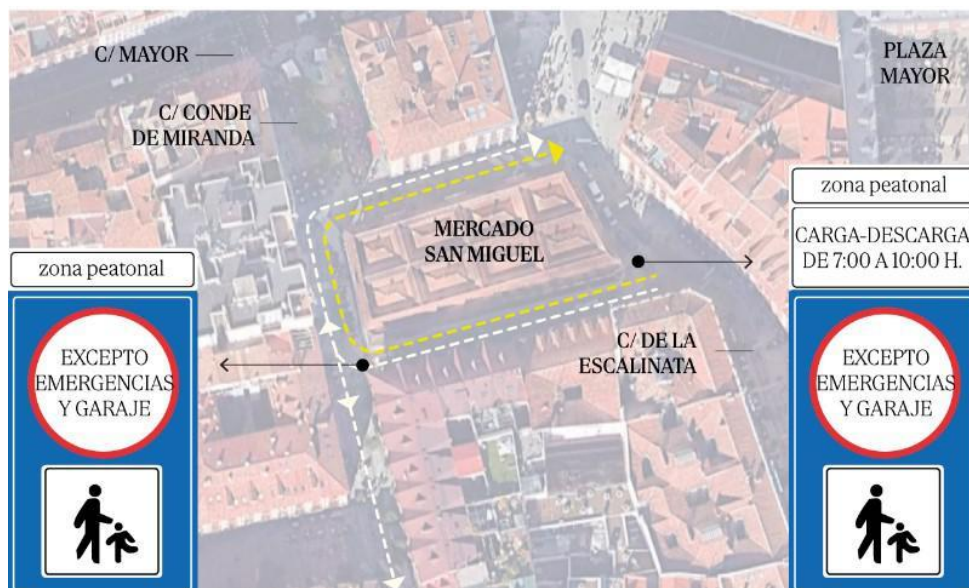 C/ MAYOR
PLAZA
MAYOR
C/ CONDE
DE MIRANDA
zona peatonal
MERCADO
SAN MIGUEL
CARGA-DESCARGA
DE 7:00 A 10:00 H.
zona peatonal
C/ DE LA
ESCALINATA
EXCEPTO
EMERGENCIAS
Y GARAJE
EXCEPTO
EMERGENCIAS
Y GARAJE